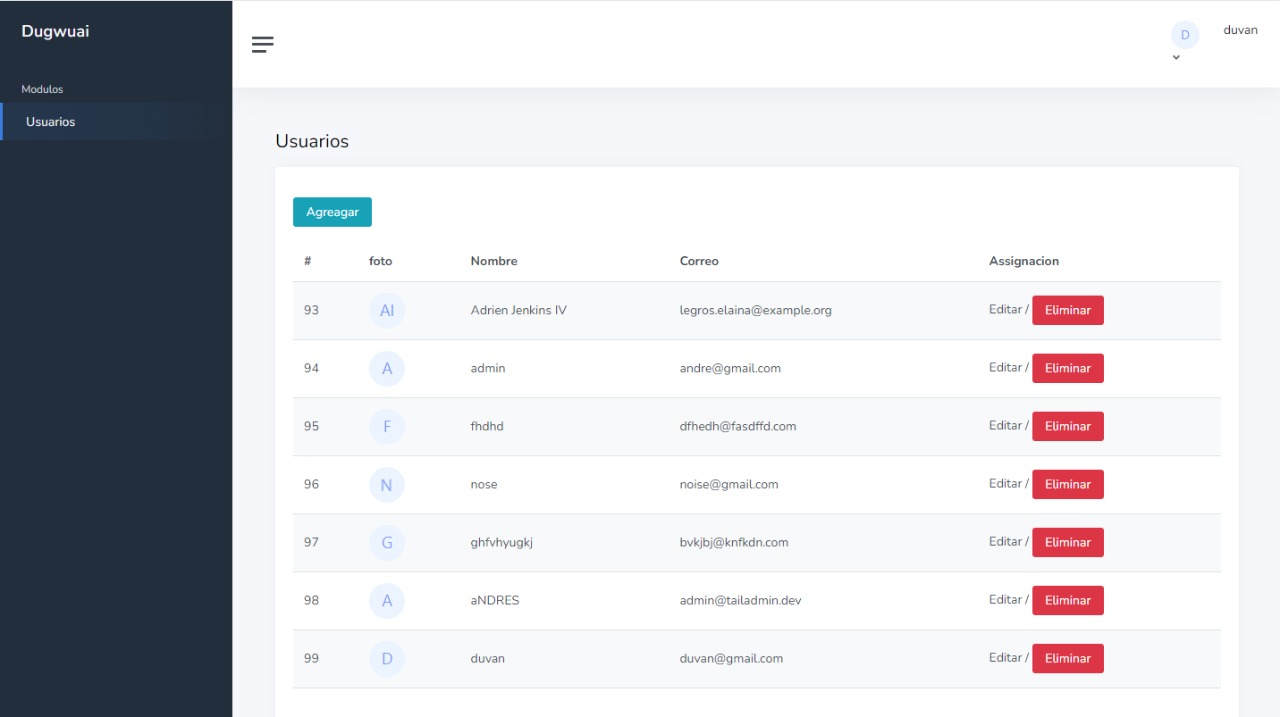 Dugwuai
D duvan
Modulos
Usuarios
Usuarios
Agreagar
# foto Nombre Correo Assignacion
93 AI Adrien Jenkins IV legros.elaina@example.org Editar / Eliminar
94 A admin andre@gmail.com Editar / Eliminar
95 F fhdhd dfhedh@fasdffd.com Editar / Eliminar
96 N nose noise@gmail.com Editar / Eliminar
97 G ghfvhyugkj bvkjbj@knfkdn.com Editar / Eliminar
98 A aNDRES admin@tailadmin.dev Editar / Eliminar
99 D duvan duvan@gmail.com Editar / Eliminar